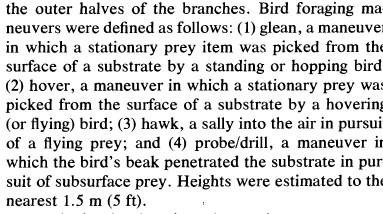 the outer halves of the branches. Bird foraging ma
neuvers were defined as follows: (1) glean, a maneuve
in which a stationary prey item was picked from the
surface of a substrate by a standing or hopping bird
(2) hover, a maneuver in which a stationary prey wa
picked from the surface of a substrate by a hovering
(or flying) bird; (3) hawk, a sally into the air in pursui
of a flying prey; and (4) probe/drill, a maneuver in
which the bird's beak penetrated the substrate in pur
suit of subsurface prey. Heights were estimated to the
nearest 1.5 m (5 ft).